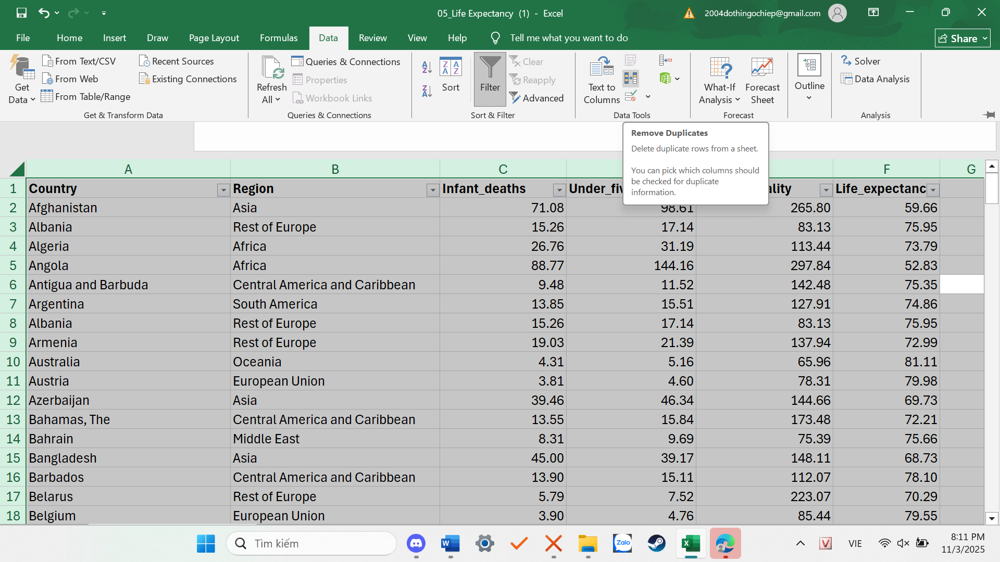 05_Life Expectancy (1) - Excel
2004dothingochiep@gmail.com
File Home Insert Draw Page Layout Formulas Data Review View Help Tell me what you want to do Share
Get Data
From Text/CSV
From Web
From Table/Range
Recent Sources
Existing Connections
Get & Transform Data
Refresh All
Queries & Connections
Properties
Workbook Links
Queries & Connections
Sort
Filter
Clear
Reapply
Advanced
Sort & Filter
Text to Columns
Data Tools
What-If Analysis
Forecast Sheet
Forecast
Outline
Solver
Data Analysis
Analysis
Remove Duplicates
Delete duplicate rows from a sheet.
You can pick which columns should
be checked for duplicate
information.
A B C F G
1 Country Region Infant_deaths Under_fiv ality Life_expectanc
2 Afghanistan Asia 71.08 98.61 265.80 59.66
3 Albania Rest of Europe 15.26 17.14 83.13 75.95
4 Algeria Africa 26.76 31.19 113.44 73.79
5 Angola Africa 88.77 144.16 297.84 52.83
6 Antigua and Barbuda Central America and Caribbean 9.48 11.52 142.48 75.35
7 Argentina South America 13.85 15.51 127.91 74.86
8 Albania Rest of Europe 15.26 17.14 83.13 75.95
9 Armenia Rest of Europe 19.03 21.39 137.94 72.99
10 Australia Oceania 4.31 5.16 65.96 81.11
11 Austria European Union 3.81 4.60 78.31 79.98
12 Azerbaijan Asia 39.46 46.34 144.66 69.73
13 Bahamas, The Central America and Caribbean 13.55 15.84 173.48 72.21
14 Bahrain Middle East 8.31 9.69 75.39 75.66
15 Bangladesh Asia 45.00 39.17 148.11 68.73
16 Barbados Central America and Caribbean 13.90 15.11 112.07 78.10
17 Belarus Rest of Europe 5.79 7.52 223.07 70.29
18 Belgium European Union 3.90 4.76 85.44 79.55
Tìm kiếm
Zalo
VIE
8:11 PM
11/3/2025